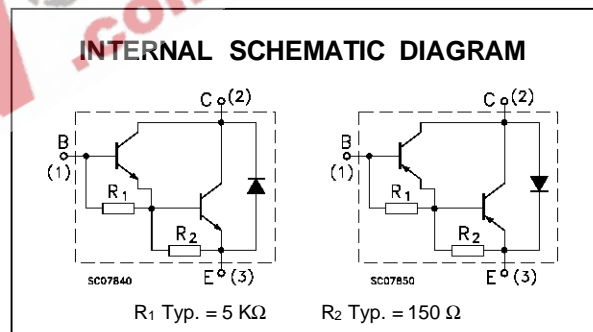 .com
INTERNAL SCHEMATIC DIAGRAM
C (2)
B
(1)
R1
R2
SC07840
E (3)
C (2)
B
(1)
R1
R2
SC07850
E (3)
R1 Typ. = 5 KΩ R2 Typ. = 150 Ω